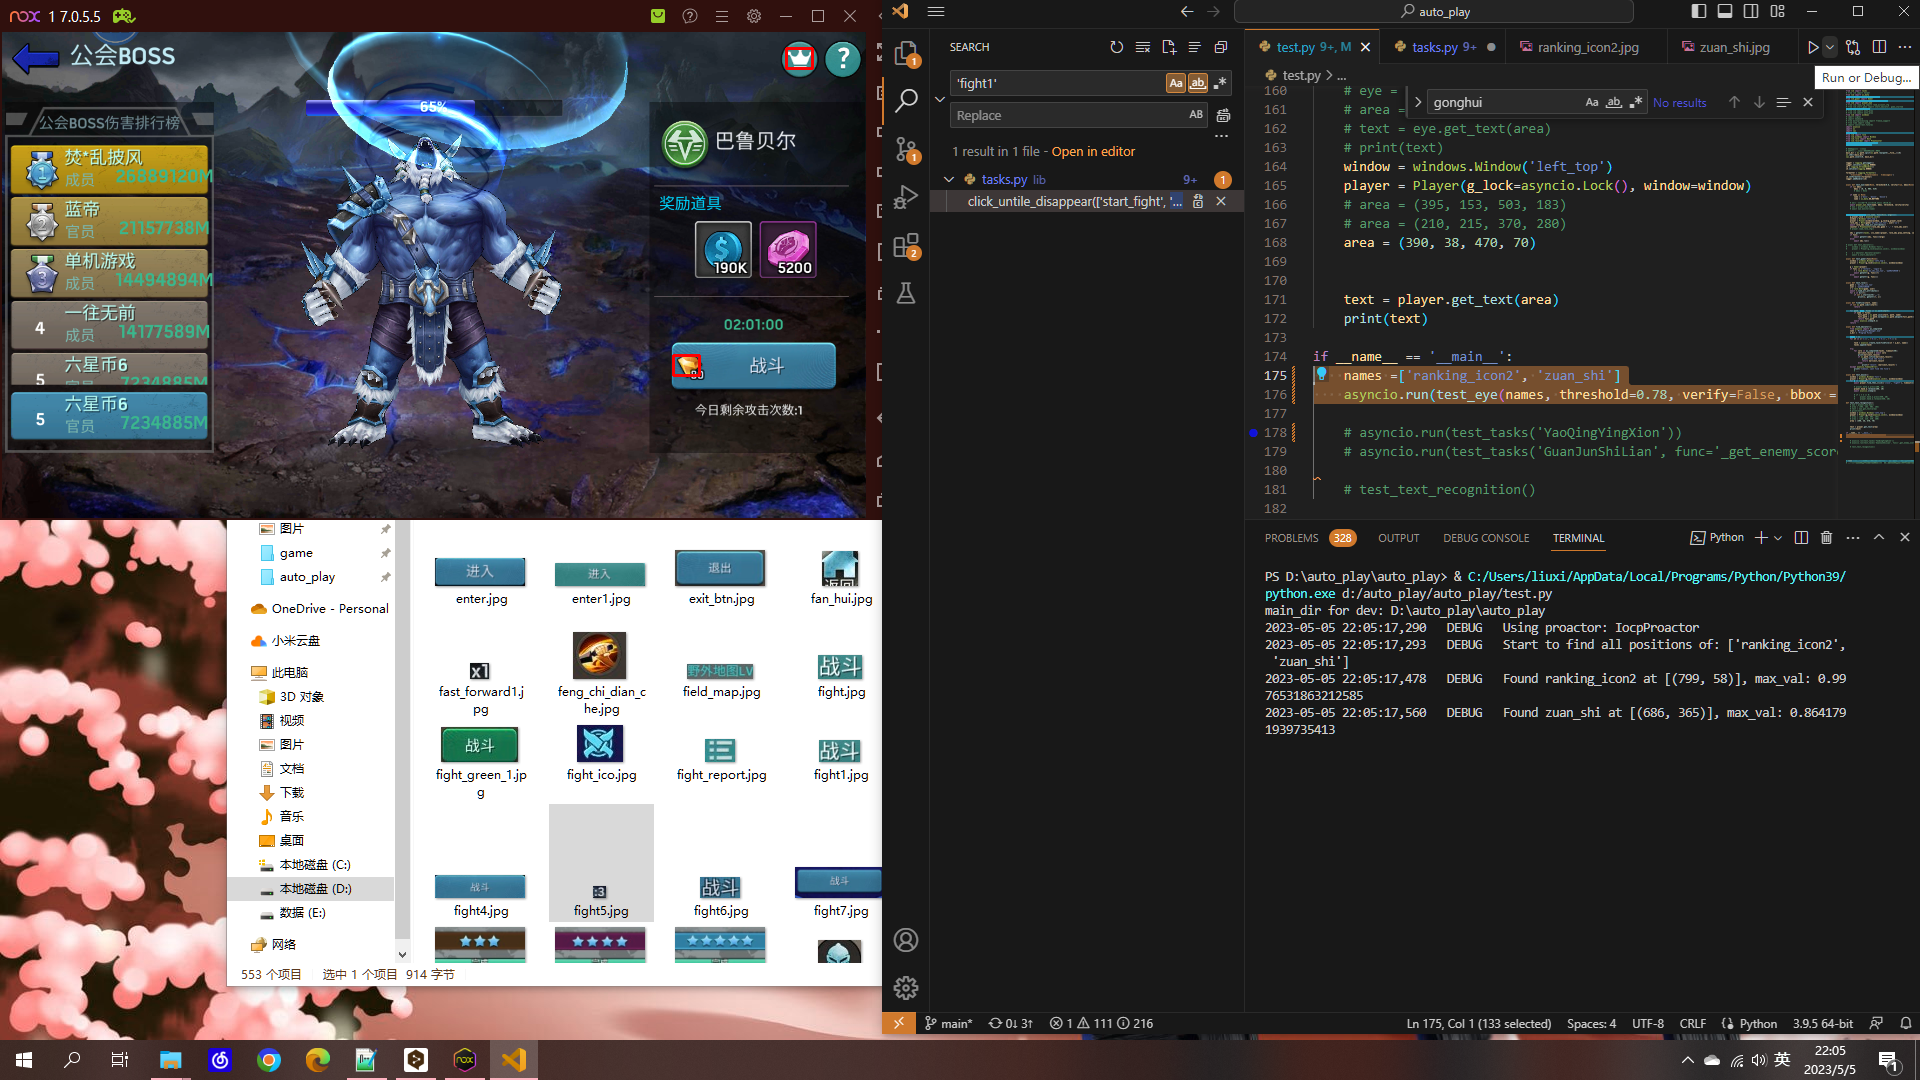 nox 1 7.0.5.5
公会BOSS
65%
公会BOSS伤害排行榜
1 焚*乱披风
成员 26889120M
2 蓝帝
官员 21157738M
3 单机游戏
成员 14494894M
4 一往无前
成员 14177589M
5 六星币6
官员 7234885M
5 六星币6
官员 7234885M
巴鲁贝尔
奖励道具
190K 5200
02:01:00
战斗
今日剩余攻击次数:1
图片
game
auto_play
OneDrive - Personal
小米云盘
此电脑
3D 对象
视频
图片
文档
下载
音乐
桌面
本地磁盘 (C:)
本地磁盘 (D:)
数据 (E:)
网络
553 个项目 选中 1 个项目 914 字节
进入 进入 退出 返回
enter.jpg enter1.jpg exit_btn.jpg fan_hui.jpg
x1 野外地图LV 战斗
fast_forward1.jpg feng_chi_dian_che.jpg field_map.jpg fight.jpg
战斗 战斗
fight_green_1.jpg fight_ico.jpg fight_report.jpg fight1.jpg
战斗 :3 战斗 战斗
fight4.jpg fight5.jpg fight6.jpg fight7.jpg
auto_play
SEARCH
'fight1'
Aa ab
Replace
AB
1 result in 1 file - Open in editor
tasks.py lib 9+ 1
click_untile_disappear(['start_fight', '...
test.py 9+, M tasks.py 9+ ranking_icon2.jpg zuan_shi.jpg
Run or Debug...
test.py > ...
gonghui Aa ab No results
160 # eye =
161 # area =
162 # text = eye.get_text(area)
163 # print(text)
164 window = windows.Window('left_top')
165 player = Player(g_lock=asyncio.Lock(), window=window)
166 # area = (395, 153, 503, 183)
167 # area = (210, 215, 370, 280)
168 area = (390, 38, 470, 70)
169
170
171 text = player.get_text(area)
172 print(text)
173
174 if __name__ == '__main__':
175 names =['ranking_icon2', 'zuan_shi']
176 asyncio.run(test_eye(names, threshold=0.78, verify=False, bbox =
177
178 # asyncio.run(test_tasks('YaoQingYingXion'))
179 # asyncio.run(test_tasks('GuanJunShiLian', func='_get_enemy_score
180
181 # test_text_recognition()
182
PROBLEMS 328 OUTPUT DEBUG CONSOLE TERMINAL Python
PS D:\auto_play\auto_play> & C:/Users/liuxi/AppData/Local/Programs/Python/Python39/
python.exe d:/auto_play/auto_play/test.py
main_dir for dev: D:\auto_play\auto_play
2023-05-05 22:05:17,290 DEBUG Using proactor: IocpProactor
2023-05-05 22:05:17,293 DEBUG Start to find all positions of: ['ranking_icon2',
'zuan_shi']
2023-05-05 22:05:17,478 DEBUG Found ranking_icon2 at [(799, 58)], max_val: 0.99
76531863212585
2023-05-05 22:05:17,560 DEBUG Found zuan_shi at [(686, 365)], max_val: 0.864179
1939735413
main* 0↓ 3↑ 1 111 216 Ln 175, Col 1 (133 selected) Spaces: 4 UTF-8 CRLF Python 3.9.5 64-bit
英 22:05
2023/5/5
1